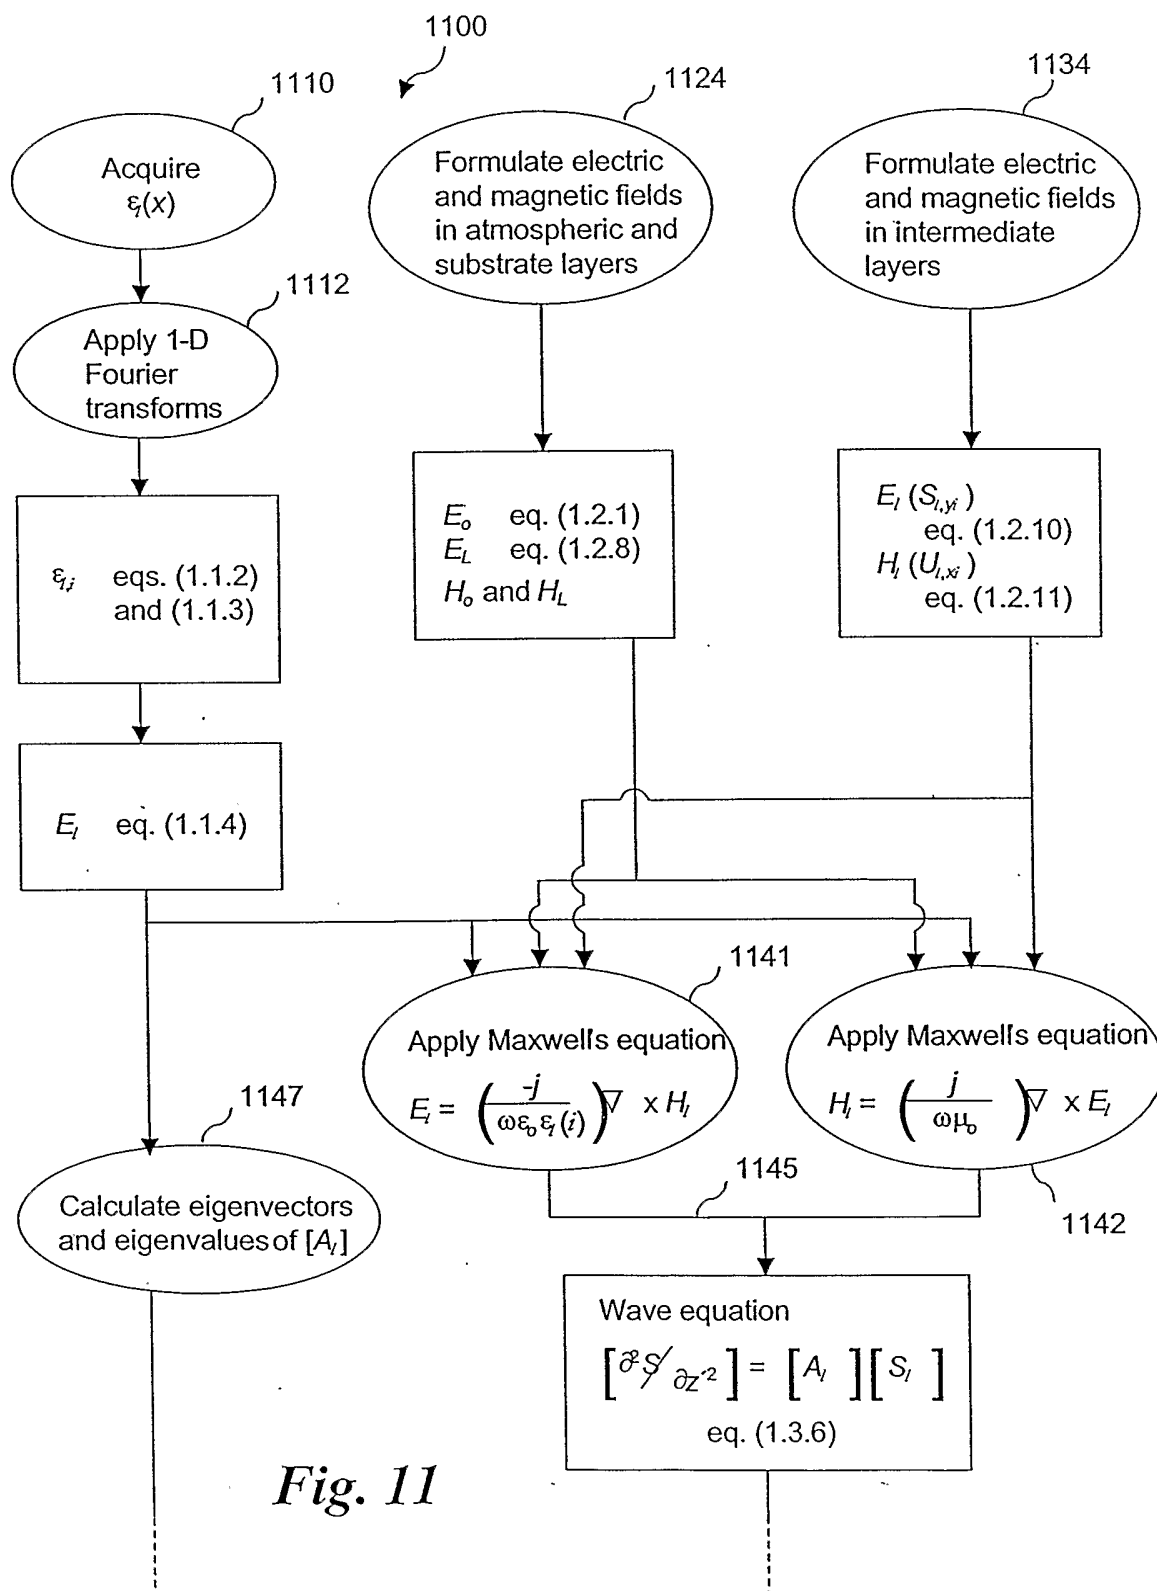 1100
1110
1124
1134
Acquire
εl(x)
Formulate electric
and magnetic fields
in atmospheric and
substrate layers
Formulate electric
and magnetic fields
in intermediate
layers
1112
Apply 1-D
Fourier
transforms
εl,i eqs. (1.1.2)
and (1.1.3)
Eo eq. (1.2.1)
EL eq. (1.2.8)
Ho and HL
El (Sl,yi)
eq. (1.2.10)
Hl (Ul,xi)
eq. (1.2.11)
El eq. (1.1.4)
1141
Apply Maxwell's equation
El = (-j / ωεoεl(i)) ∇ x Hl
Apply Maxwell's equation
Hl = (j / ωμo) ∇ x El
1142
1145
1147
Calculate eigenvectors
and eigenvalues of [Al]
Wave equation
[∂²S/∂z'²] = [Al][Sl]
eq. (1.3.6)
Fig. 11